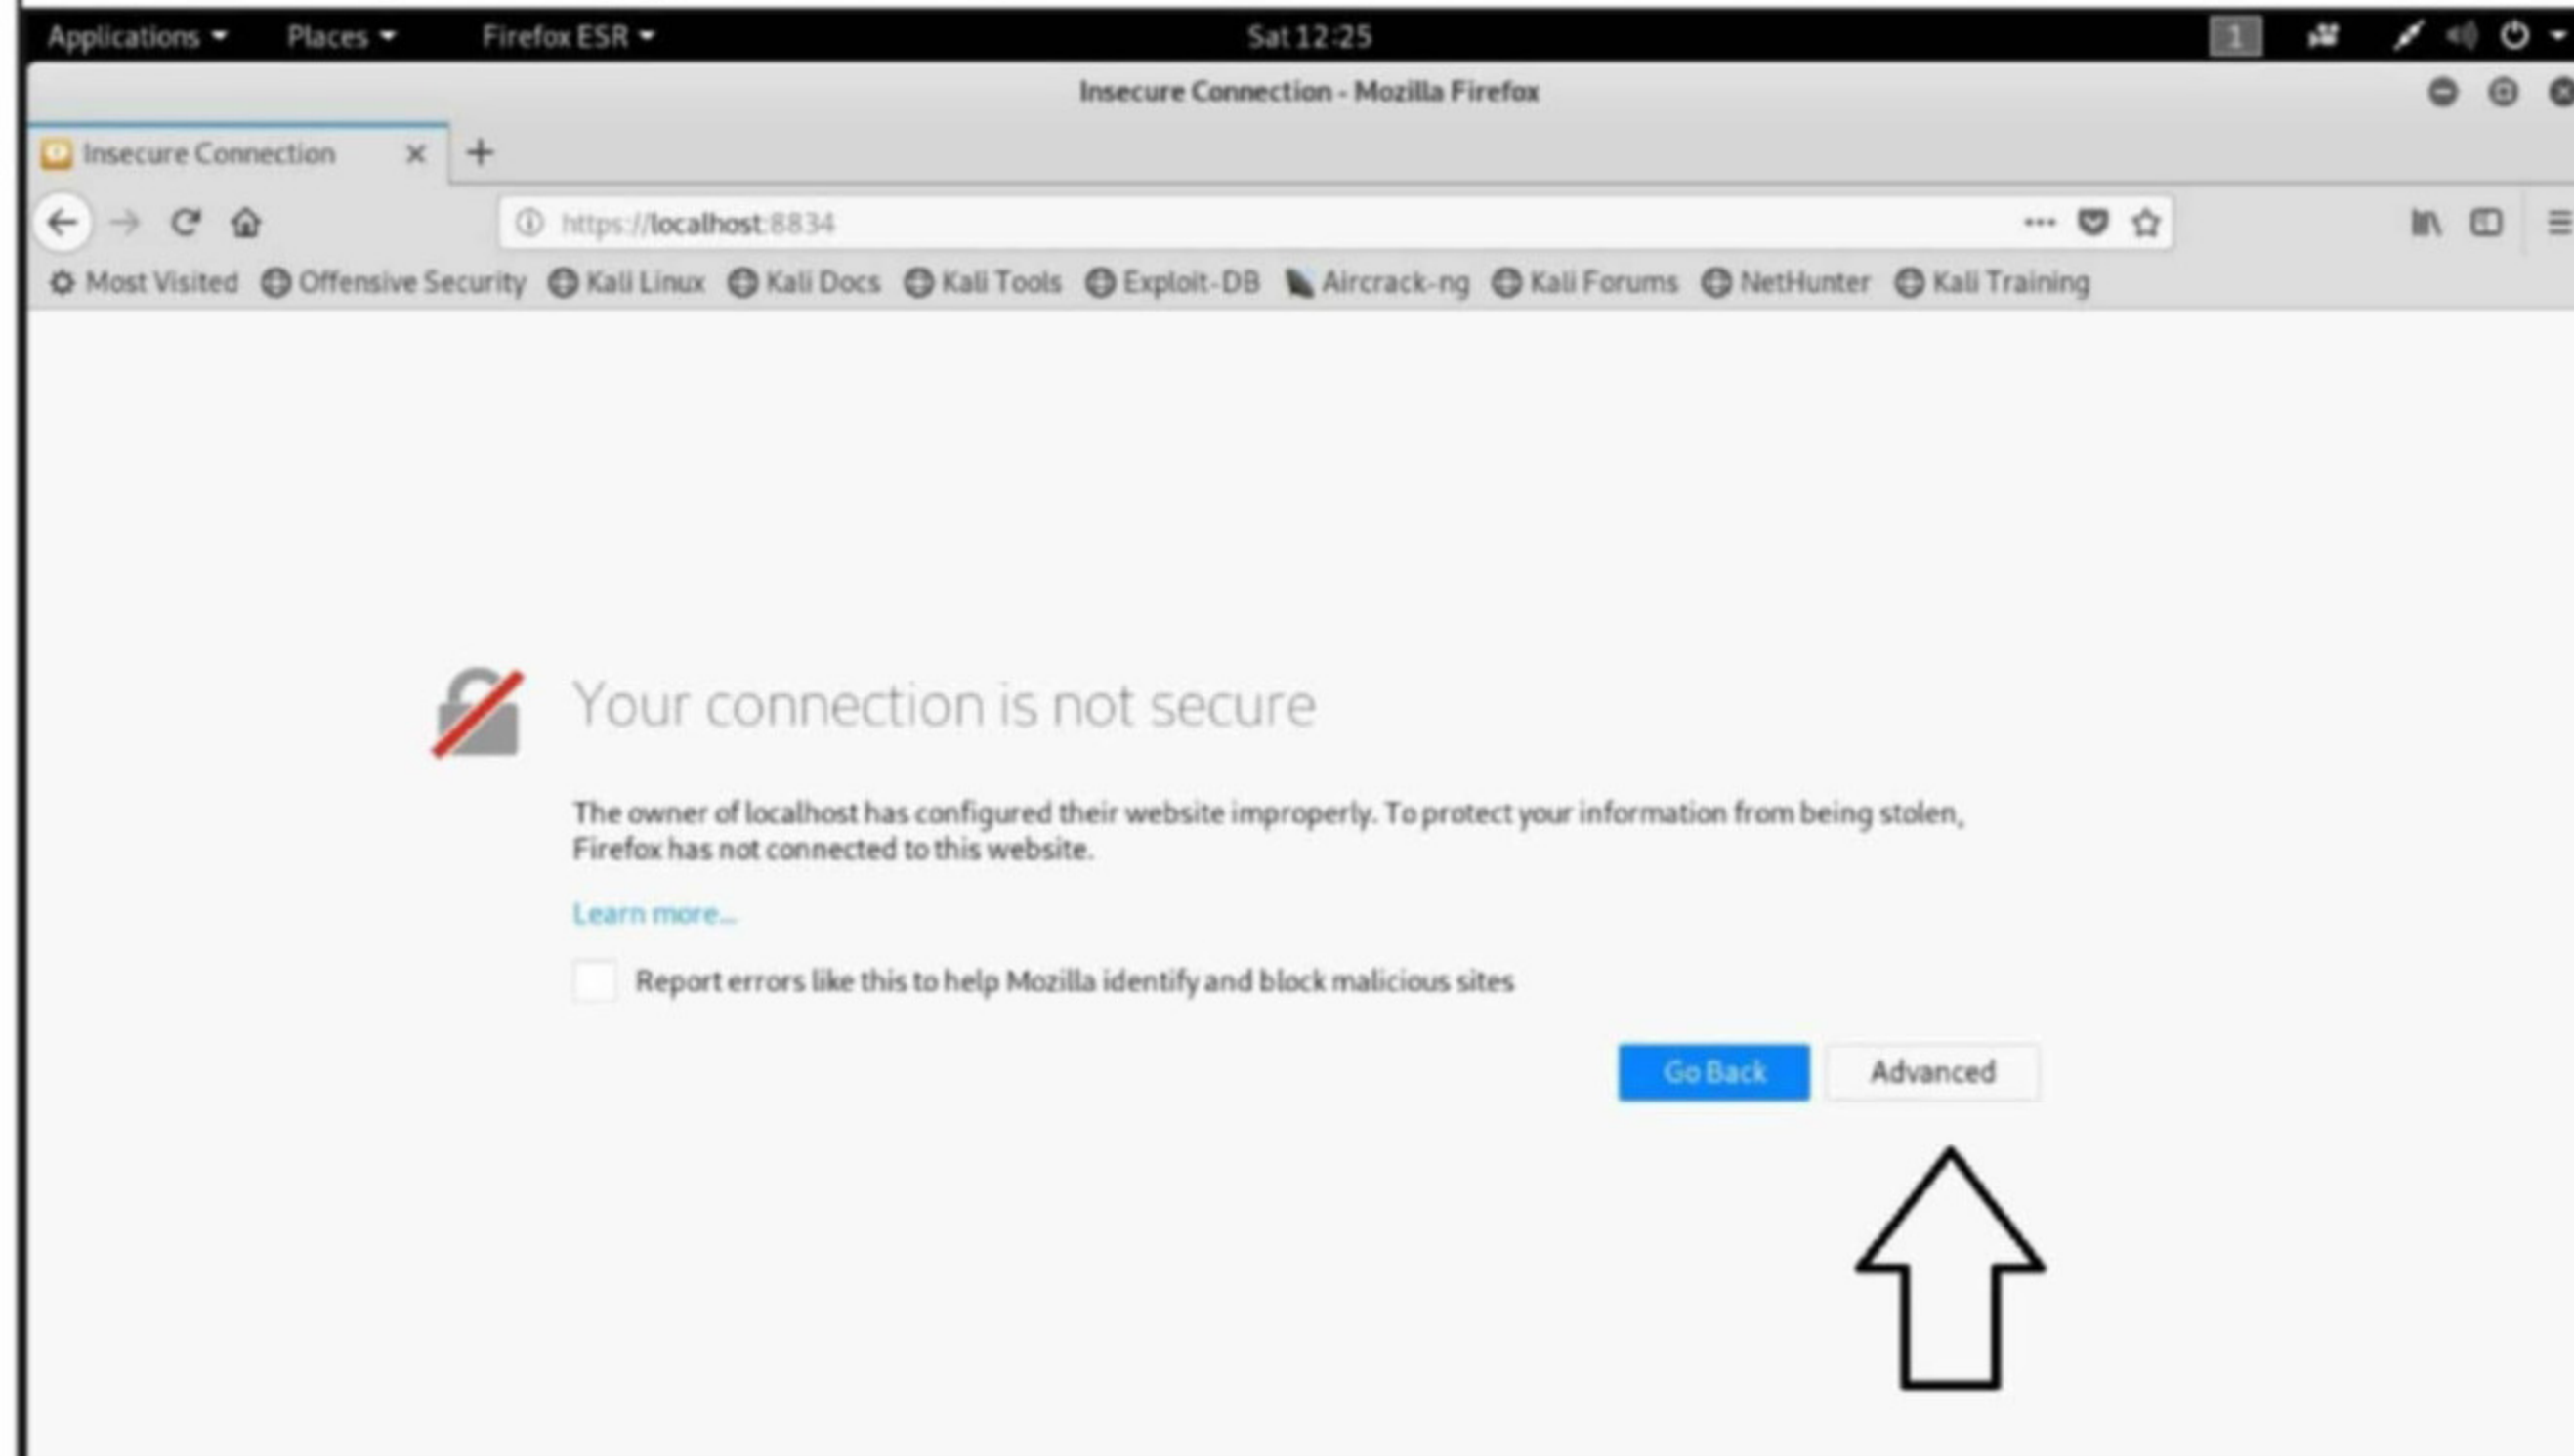 Applications Places Firefox ESR Sat 12:25 1
Insecure Connection - Mozilla Firefox
Insecure Connection
https://localhost:8834
Most Visited Offensive Security Kali Linux Kali Docs Kali Tools Exploit-DB Aircrack-ng Kali Forums NetHunter Kali Training
Your connection is not secure
The owner of localhost has configured their website improperly. To protect your information from being stolen,
Firefox has not connected to this website.
Learn more...
Report errors like this to help Mozilla identify and block malicious sites
Go Back Advanced